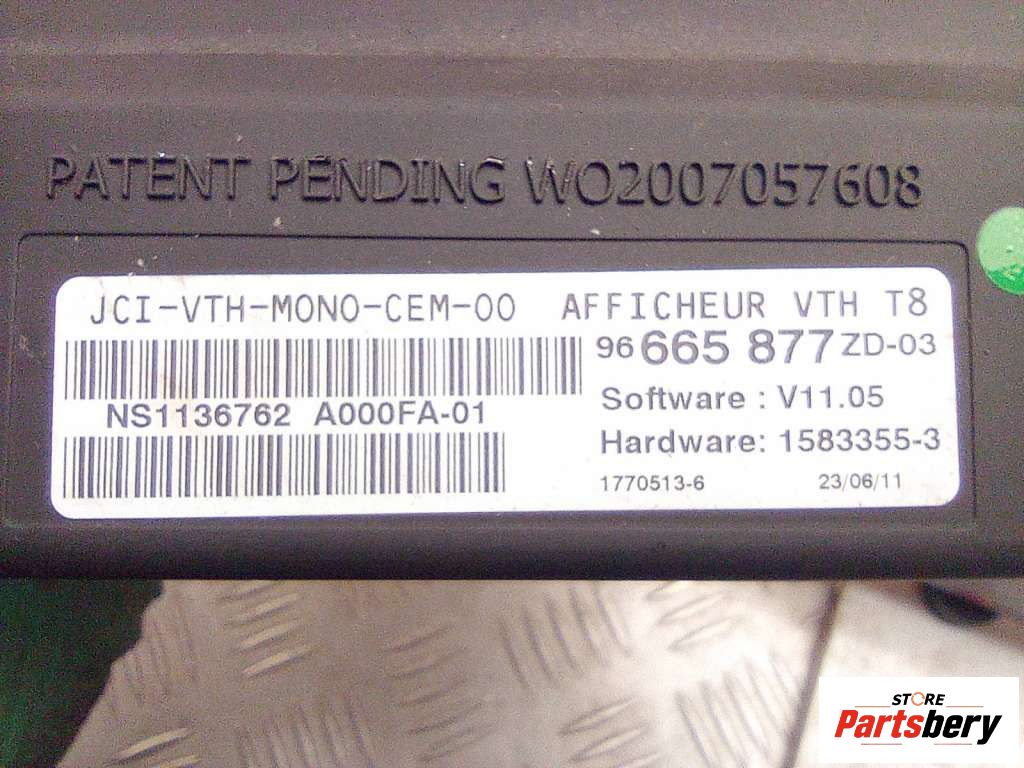 PATENT PENDING WO2007057608
JCI-VTH-MONO-CEM-00 AFFICHEUR VTH T8
96 665 877 ZD-03
NS1136762 A000FA-01
Software : V11.05
Hardware: 1583355-3
1770513-6 23/06/11
STORE
Partsbery